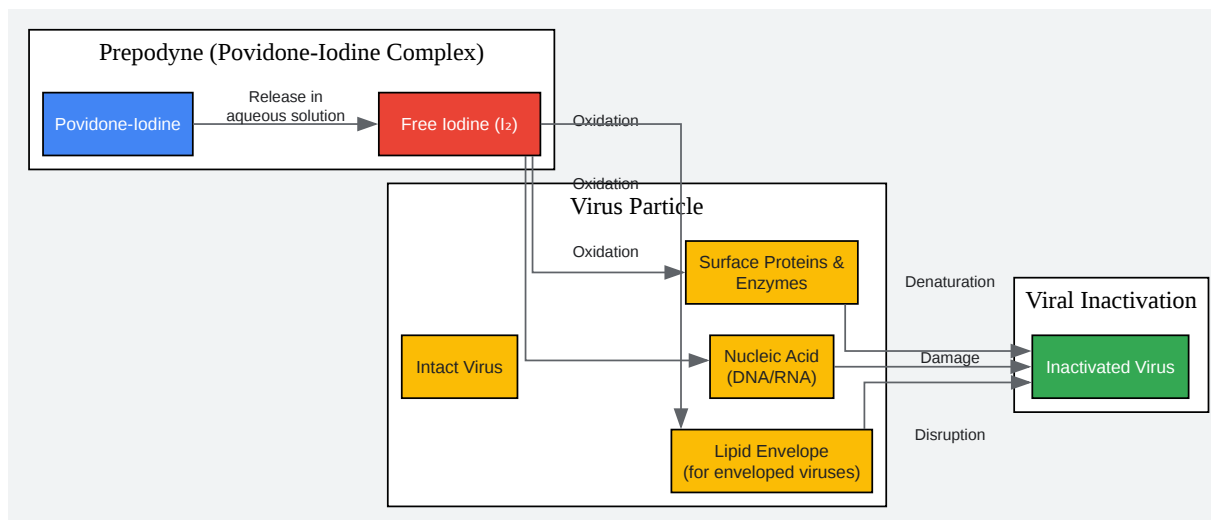 Prepodyne (Povidone-Iodine Complex)
Povidone-Iodine
Release in
aqueous solution
Free Iodine (I₂)
Oxidation
Oxidation
Virus Particle
Oxidation
Surface Proteins &
Enzymes
Intact Virus
Nucleic Acid
(DNA/RNA)
Lipid Envelope
(for enveloped viruses)
Denaturation
Damage
Disruption
Viral Inactivation
Inactivated Virus